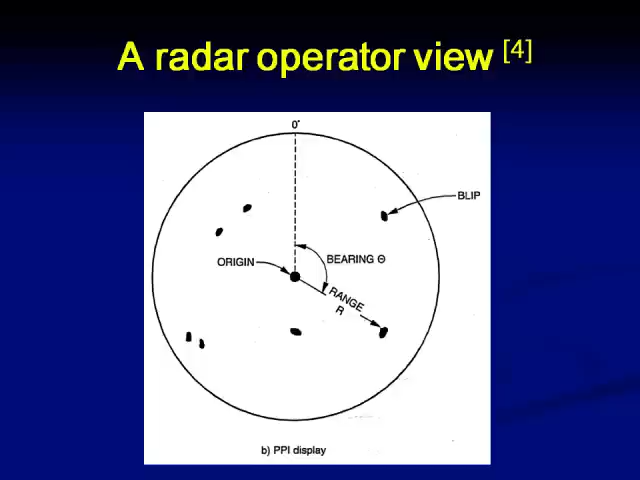 A radar operator view [4]
0°
BLIP
ORIGIN
BEARING Θ
RANGE
R
b) PPI display